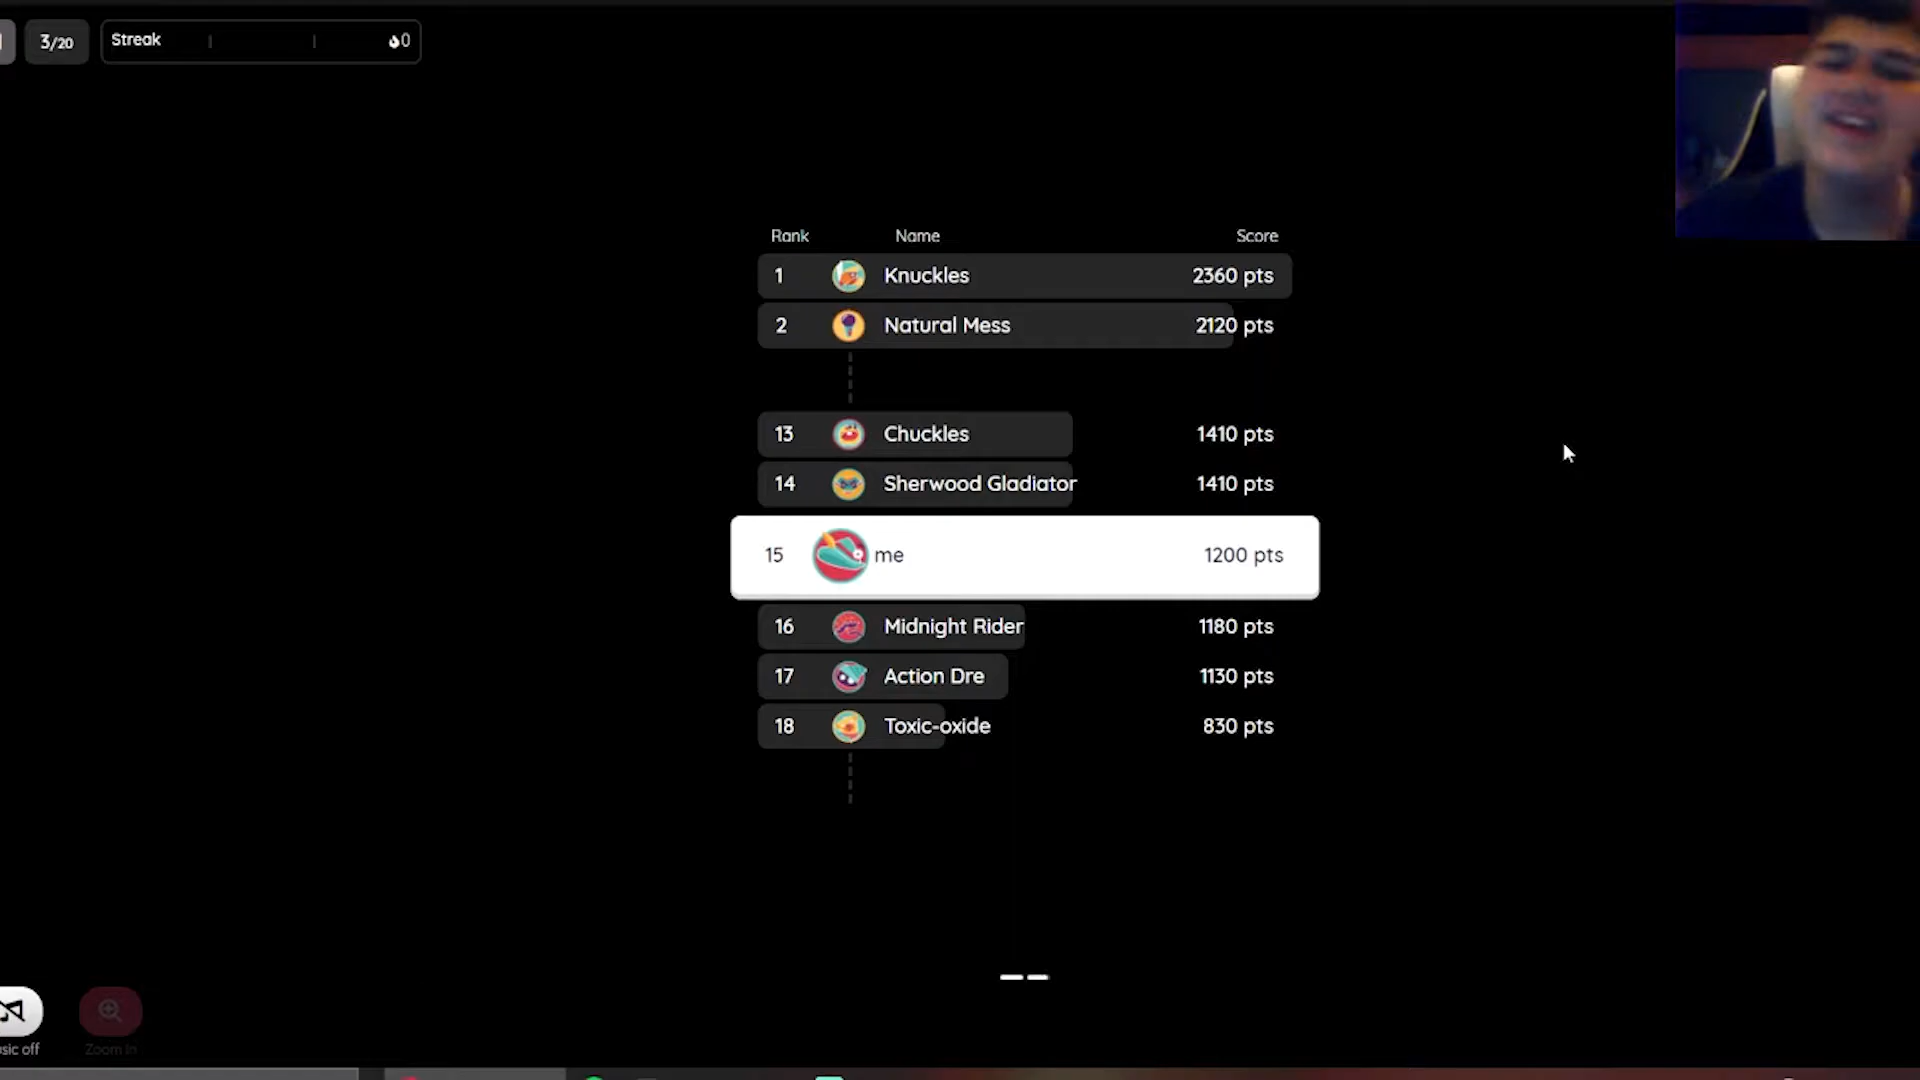 3/20
Streak
0
Rank Name Score
1 Knuckles 2360 pts
2 Natural Mess 2120 pts
13 Chuckles 1410 pts
14 Sherwood Gladiator 1410 pts
15 me 1200 pts
16 Midnight Rider 1180 pts
17 Action Dre 1130 pts
18 Toxic-oxide 830 pts
sic off
Zoom in